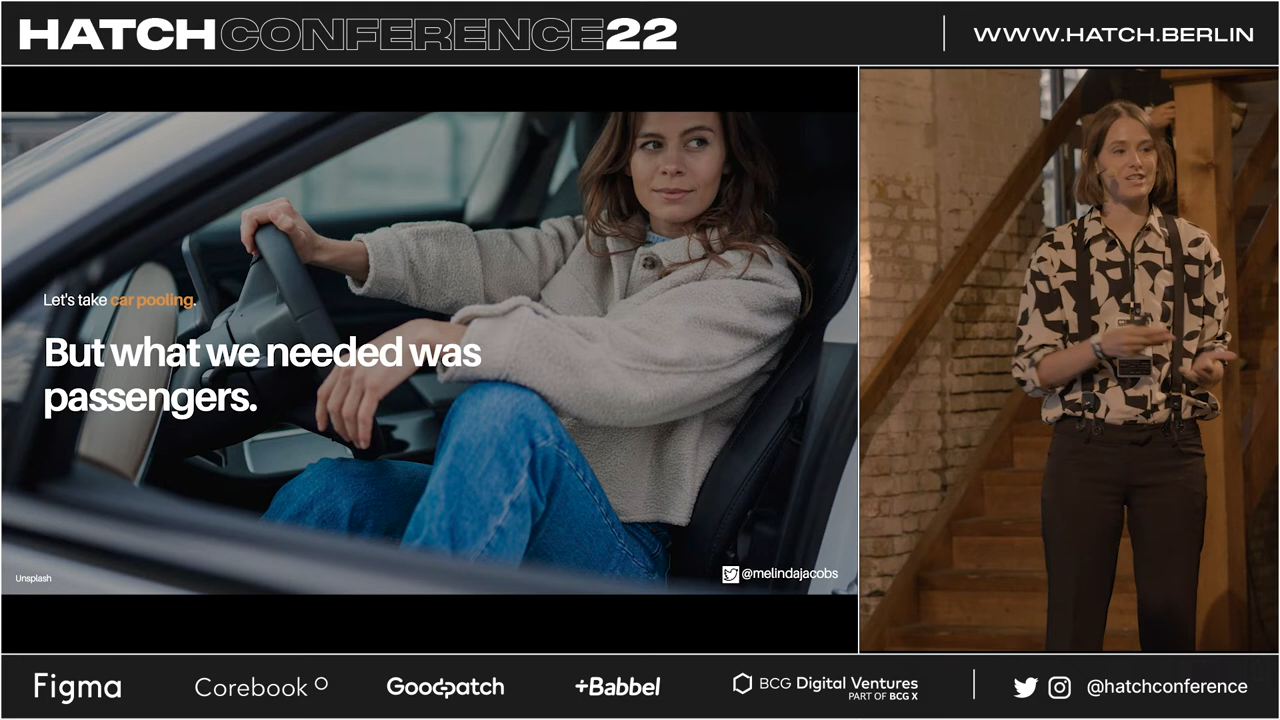 HATCHCONFERENCE22
WWW.HATCH.BERLIN
Let's take car pooling.
But what we needed was
passengers.
Unsplash
@melindajacobs
Figma
Corebook
Goodpatch
+Babbel
BCG Digital Ventures
PART OF BCG X
@hatchconference